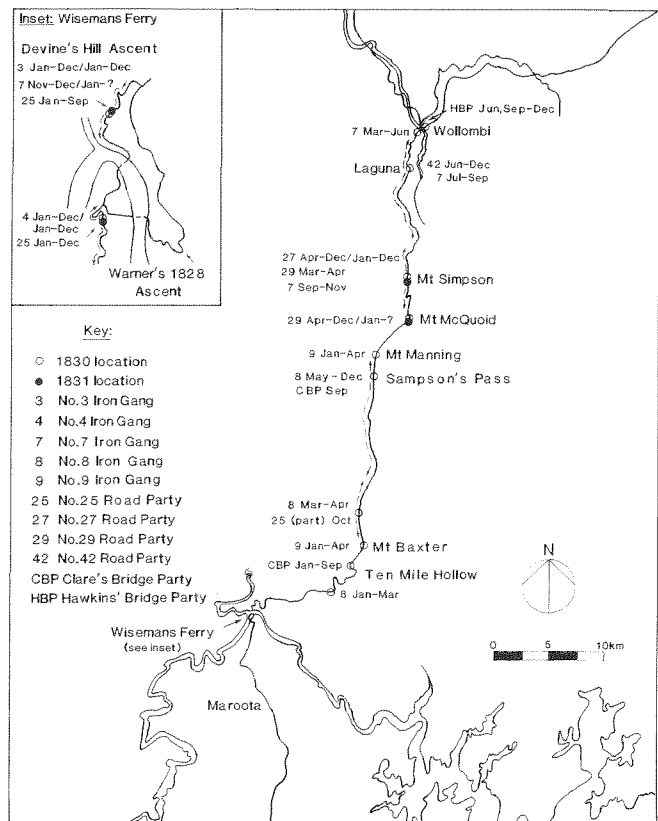 Inset: Wisemans Ferry
Devine's Hill Ascent
3 Jan-Dec/Jan-Dec
7 Nov-Dec/Jan-?
25 Jan-Sep
4 Jan-Dec/
Jan-Dec
25 Jan-Dec
Warner's 1828
Ascent
HBP Jun, Sep-Dec
7 Mar-Jun
Wollombi
Laguna
42 Jun-Dec
7 Jul-Sep
27 Apr-Dec/Jan-Dec
29 Mar-Apr
7 Sep-Nov
Mt Simpson
29 Apr-Dec/Jan-?
Mt McQuoid
9 Jan-Apr
Mt Manning
8 May-Dec
CBP Sep
Sampson's Pass
8 Mar-Apr
25 (part) Oct
9 Jan-Apr
Mt Baxter
CBP Jan-Sep
Ten Mile Hollow
8 Jan-Mar
Wisemans Ferry
(see inset)
Maroota
Key:
1830 location
1831 location
3 No.3 Iron Gang
4 No.4 Iron Gang
7 No.7 Iron Gang
8 No.8 Iron Gang
9 No.9 Iron Gang
25 No.25 Road Party
27 No.27 Road Party
29 No.29 Road Party
42 No.42 Road Party
CBP Clare's Bridge Party
HBP Hawkins' Bridge Party
N
0 5 10km